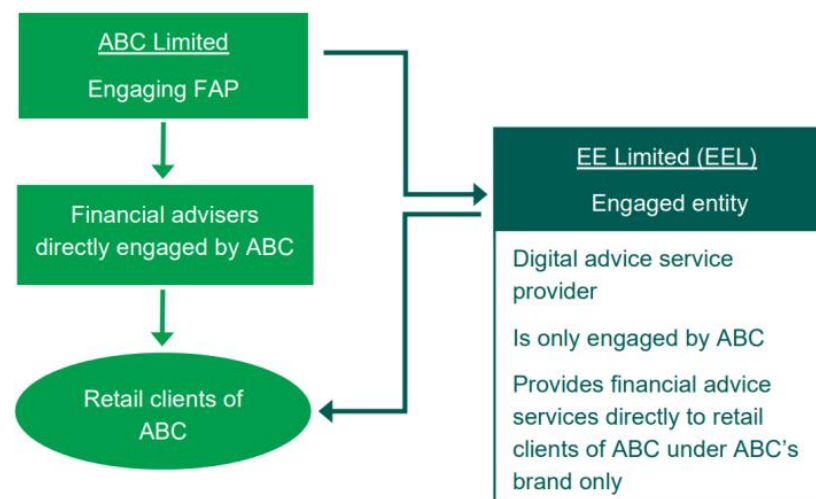 ABC Limited
Engaging FAP
Financial advisers
directly engaged by ABC
Retail clients of
ABC
EE Limited (EEL)
Engaged entity
Digital advice service
provider
Is only engaged by ABC
Provides financial advice
services directly to retail
clients of ABC under ABC's
brand only